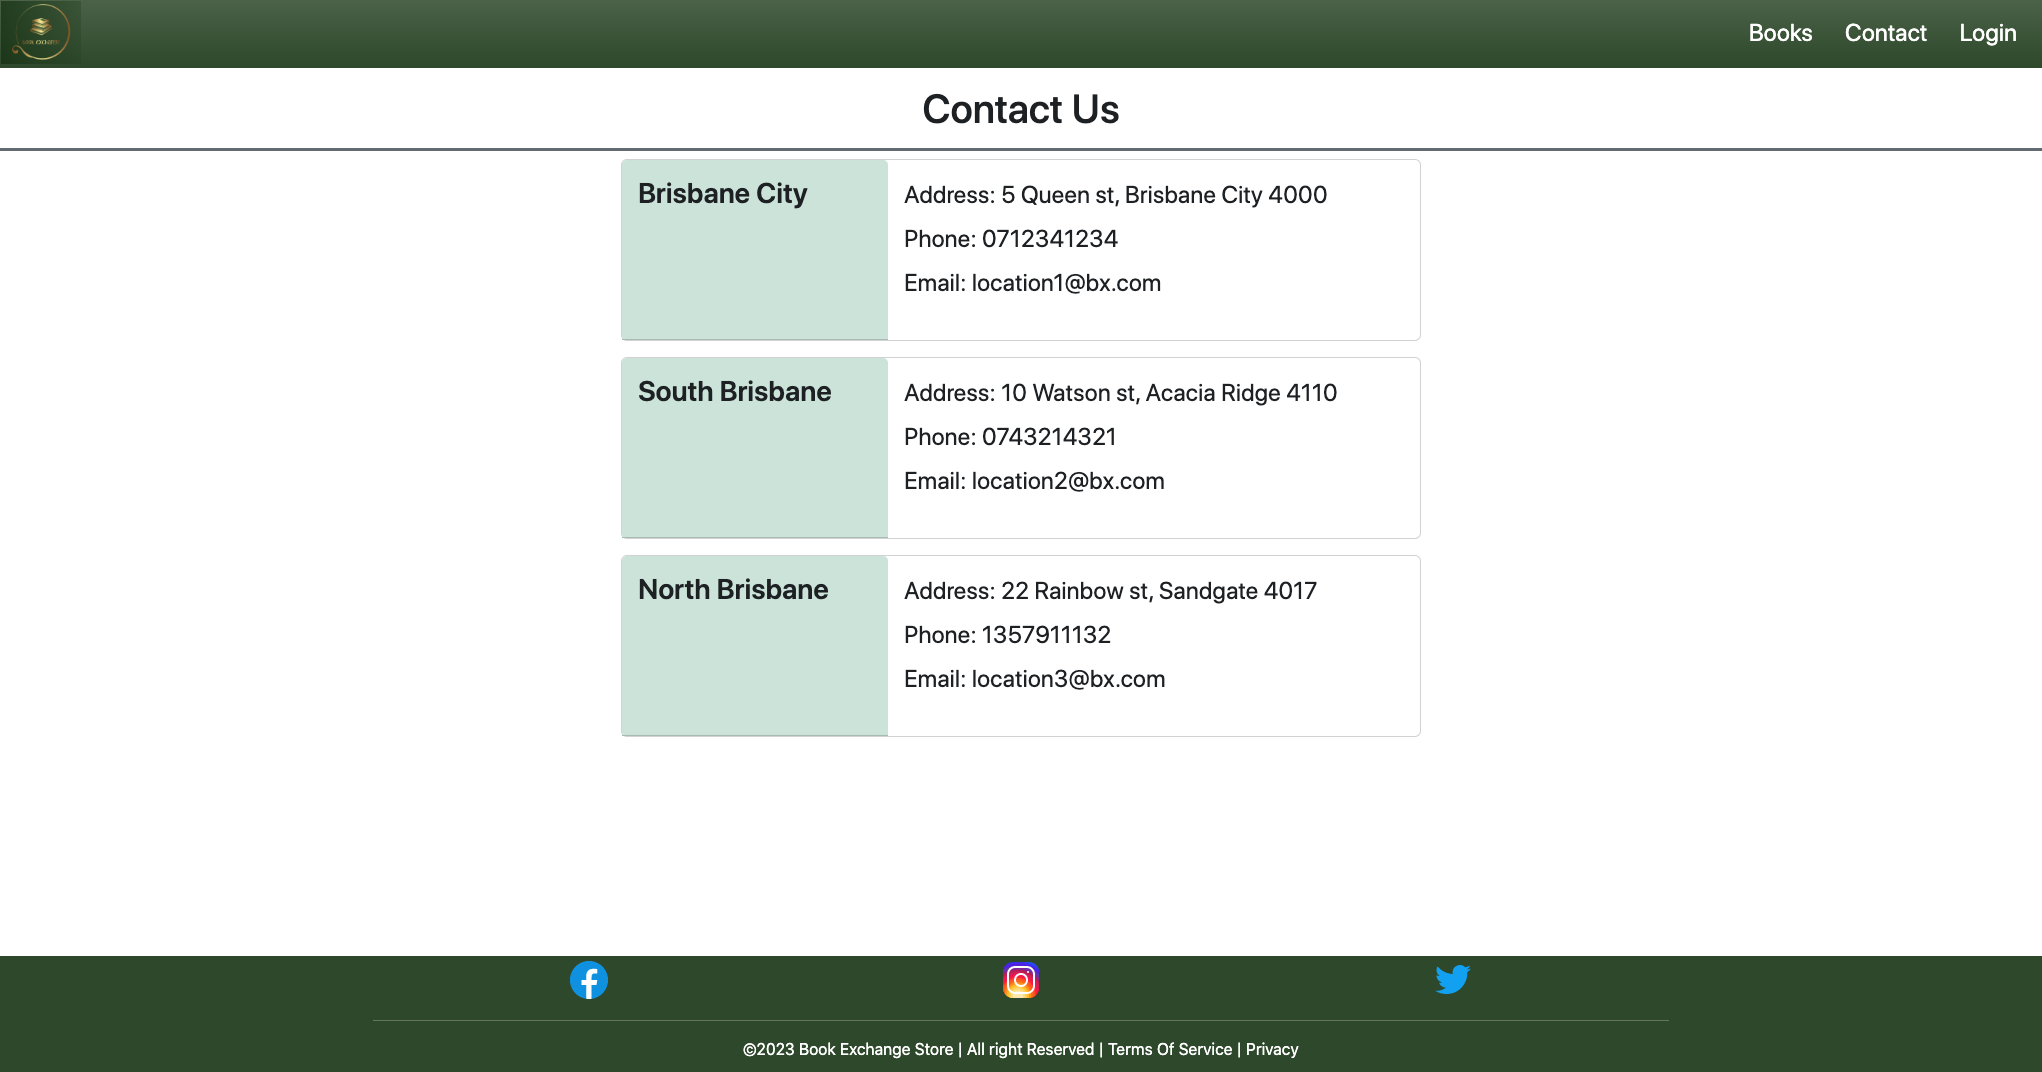 Books Contact Login
Contact Us
Brisbane City
Address: 5 Queen st, Brisbane City 4000
Phone: 0712341234
Email: location1@bx.com
South Brisbane
Address: 10 Watson st, Acacia Ridge 4110
Phone: 0743214321
Email: location2@bx.com
North Brisbane
Address: 22 Rainbow st, Sandgate 4017
Phone: 1357911132
Email: location3@bx.com
©2023 Book Exchange Store | All right Reserved | Terms Of Service | Privacy